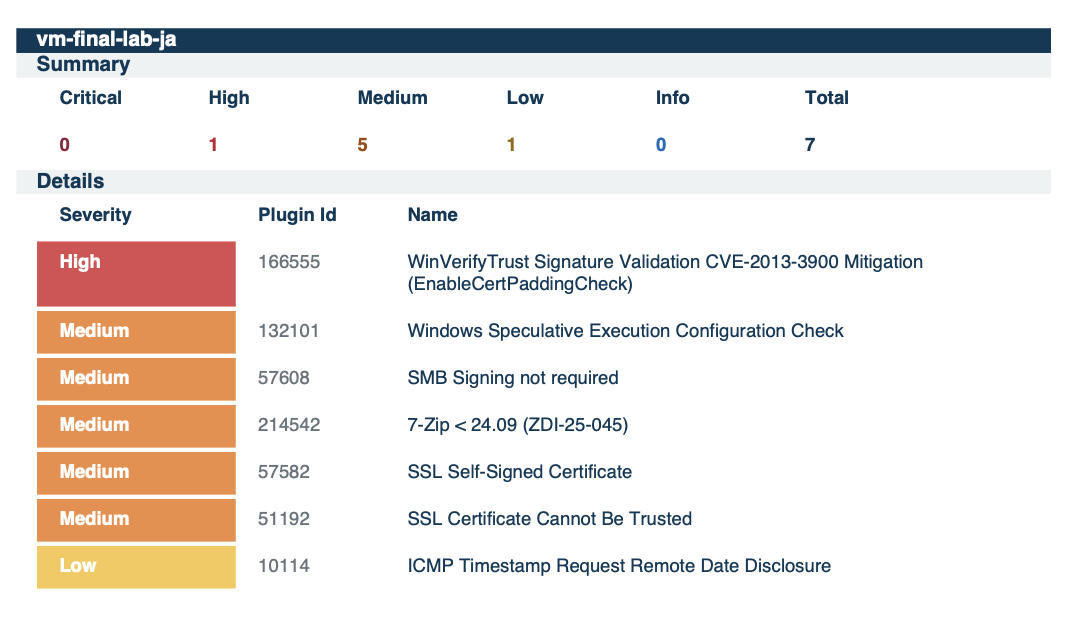 vm-final-lab-ja
Summary
Critical High Medium Low Info Total
0 1 5 1 0 7
Details
Severity Plugin Id Name
High 166555 WinVerifyTrust Signature Validation CVE-2013-3900 Mitigation
(EnableCertPaddingCheck)
Medium 132101 Windows Speculative Execution Configuration Check
Medium 57608 SMB Signing not required
Medium 214542 7-Zip < 24.09 (ZDI-25-045)
Medium 57582 SSL Self-Signed Certificate
Medium 51192 SSL Certificate Cannot Be Trusted
Low 10114 ICMP Timestamp Request Remote Date Disclosure